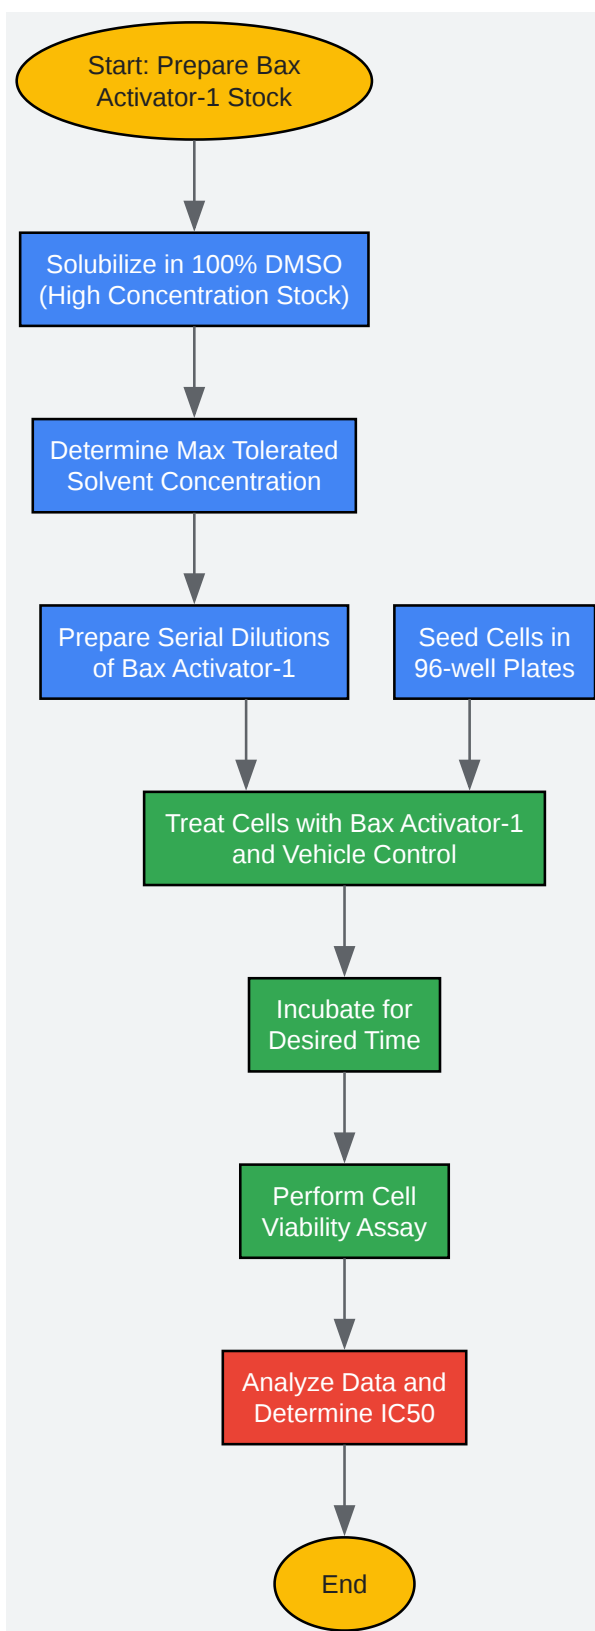 Start: Prepare Bax
Activator-1 Stock
Solubilize in 100% DMSO
(High Concentration Stock)
Determine Max Tolerated
Solvent Concentration
Prepare Serial Dilutions
of Bax Activator-1
Seed Cells in
96-well Plates
Treat Cells with Bax Activator-1
and Vehicle Control
Incubate for
Desired Time
Perform Cell
Viability Assay
Analyze Data and
Determine IC50
End